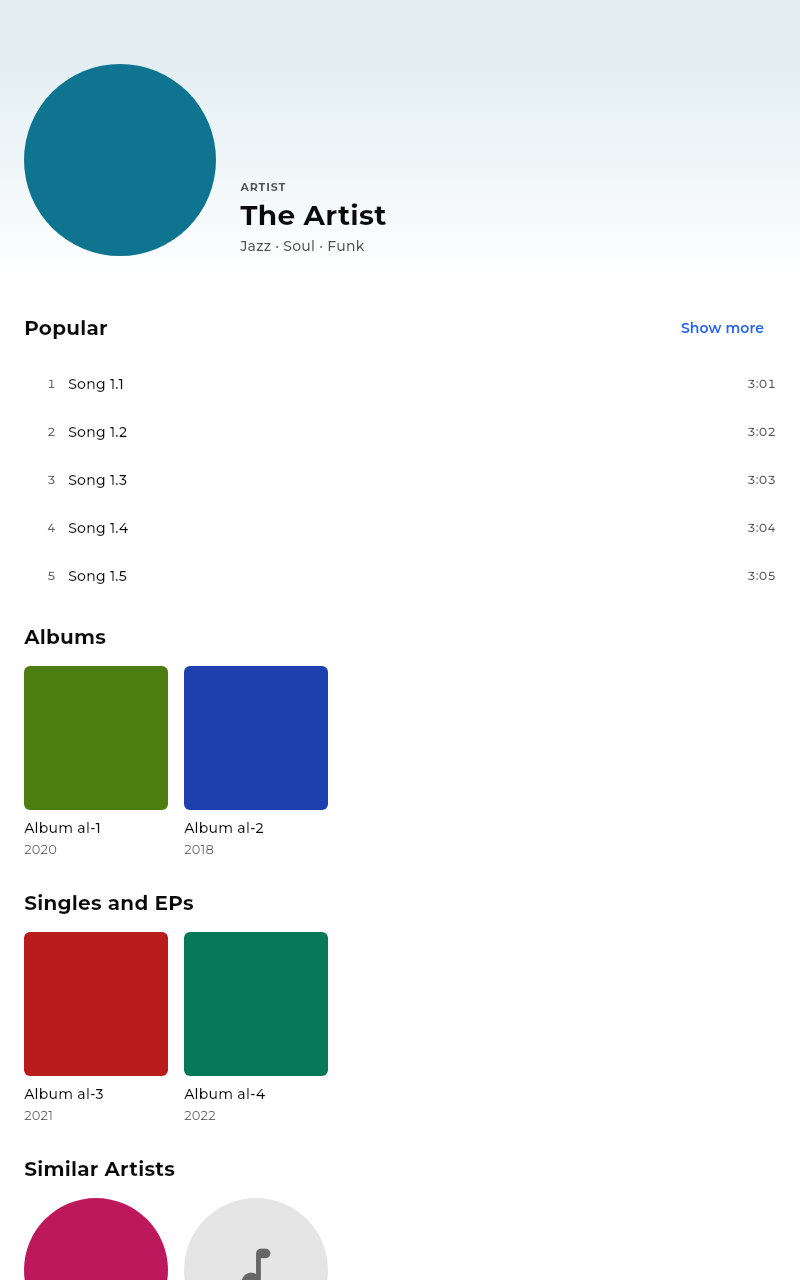 ARTIST
The Artist
Jazz · Soul · Funk
Popular
Show more
1 Song 1.1 3:01
2 Song 1.2 3:02
3 Song 1.3 3:03
4 Song 1.4 3:04
5 Song 1.5 3:05
Albums
Album al-1 Album al-2
2020 2018
Singles and EPs
Album al-3 Album al-4
2021 2022
Similar Artists